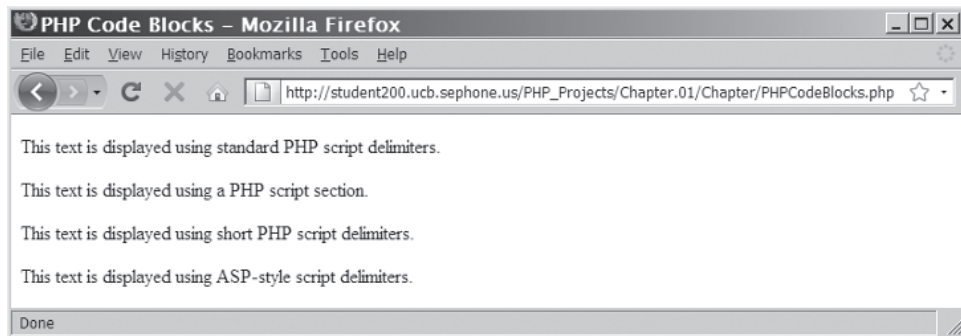 PHP Code Blocks – Mozilla Firefox
File Edit View History Bookmarks Tools Help
http://student200.ucb.sephone.us/PHP_Projects/Chapter.01/Chapter/PHPCodeBlocks.php
This text is displayed using standard PHP script delimiters.
This text is displayed using a PHP script section.
This text is displayed using short PHP script delimiters.
This text is displayed using ASP-style script delimiters.
Done